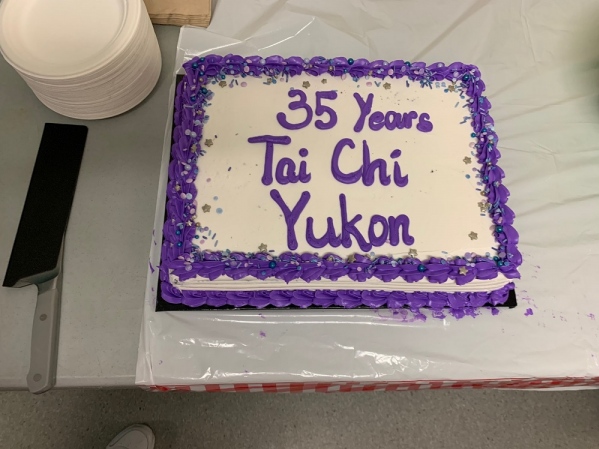 35 Years
Tai Chi
Yukon